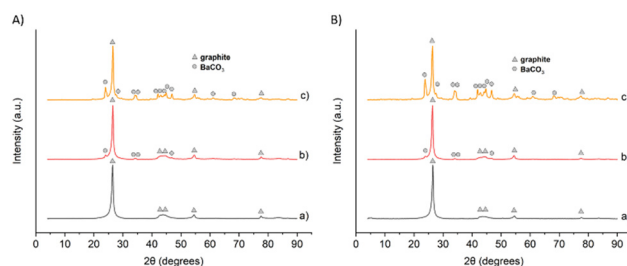 A)
graphite
BaCO3
c)
b)
a)
Intensity (a.u.)
0 10 20 30 40 50 60 70 80 90
2θ (degrees)
B)
graphite
BaCO3
c
b
a
Intensity (a.u.)
0 10 20 30 40 50 60 70 80 90
2θ (degrees)